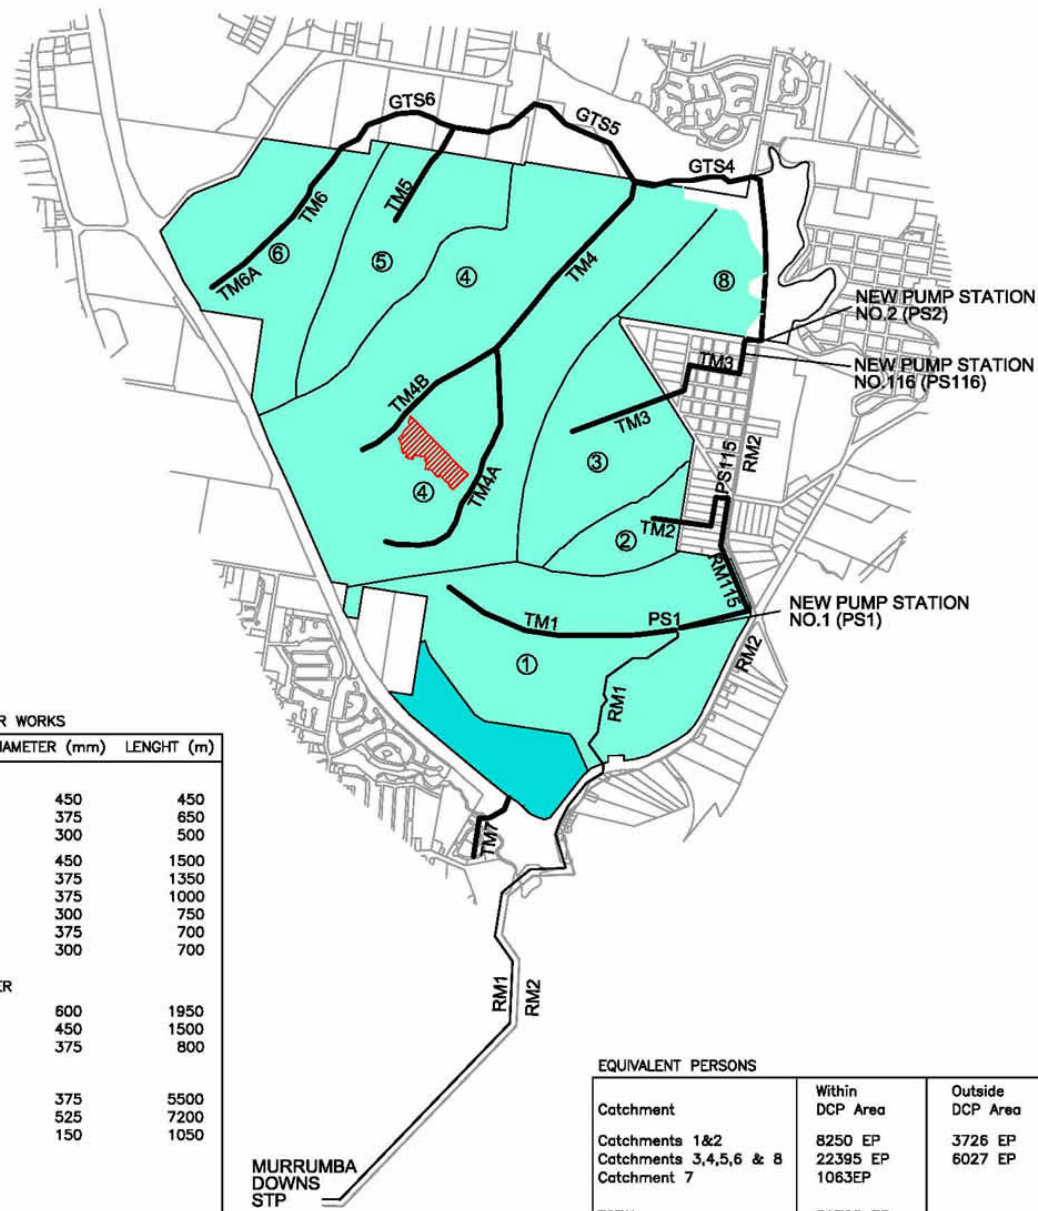 GTS6
GTS5
GTS4
TM6
TM5
TM6A
⑥
⑤
④
TM4
⑧
NEW PUMP STATION
NO.2 (PS2)
TM3
NEW PUMP STATION
NO.116 (PS116)
TM4B
TM3
③
PS115
RM2
④
TM4A
TM2
②
RM115
NEW PUMP STATION
NO.1 (PS1)
TM1
PS1
RM2
①
RM1
TM7
RM1
RM2
MURRUMBA
DOWNS
STP
WORKS
(mm) LENGHT (m)
450 450
375 650
300 500
450 1500
375 1350
375 1000
300 750
375 700
300 700
600 1950
450 1500
375 800
375 5500
525 7200
150 1050
EQUIVALENT PERSONS
Catchment Within DCP Area Outside DCP Area
Catchments 1&2 8250 EP 3726 EP
Catchments 3,4,5,6 & 8 22395 EP 6027 EP
Catchment 7 1063EP